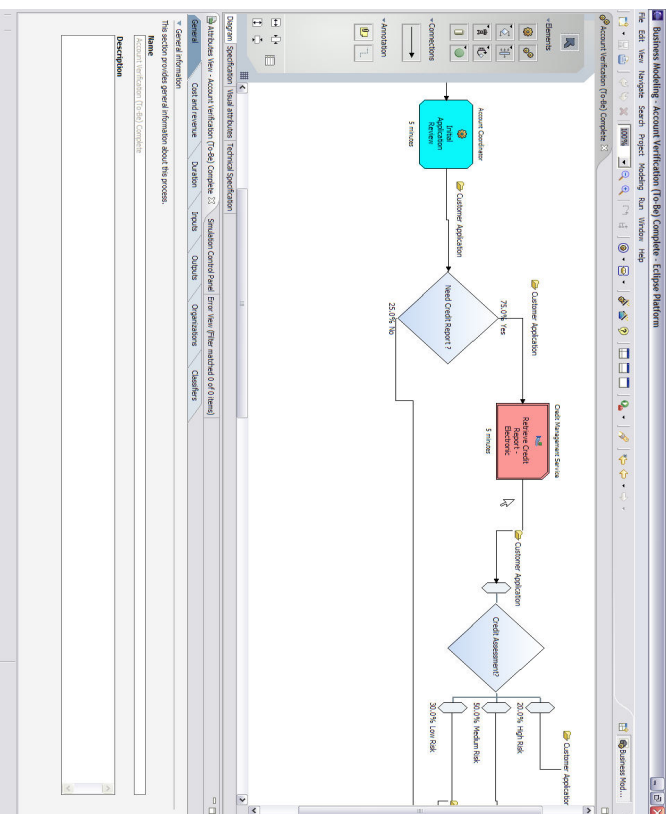 Business Modeling - Account Verification (To-Be) Complete - Eclipse Platform
File Edit View Navigate Search Project Modeling Run Window Help
100%
Business Mod...
Account Verification (To-Be) Complete
Elements
Connections
Annotation
Account Coordinator
Initial
Application
Review
5 minutes
Customer Application
Need Credit Report ?
75.0% Yes
25.0% No
Customer Application
Credit Management Service
Retrieve Credit
Report -
Electronic
5 minutes
Customer Application
Credit Assessment?
20.0% High Risk
50.0% Medium Risk
30.0% Low Risk
Customer Application
Diagram Specification Visual attributes Technical Specification
Attributes View - Account Verification (To-Be) Complete Simulation Control Panel Error View (Filter matched 0 of 0 items)
General Cost and revenue Duration Inputs Outputs Organizations Classifiers
General information
This section provides general information about this process.
Name
Account Verification (To-Be) Complete
Description